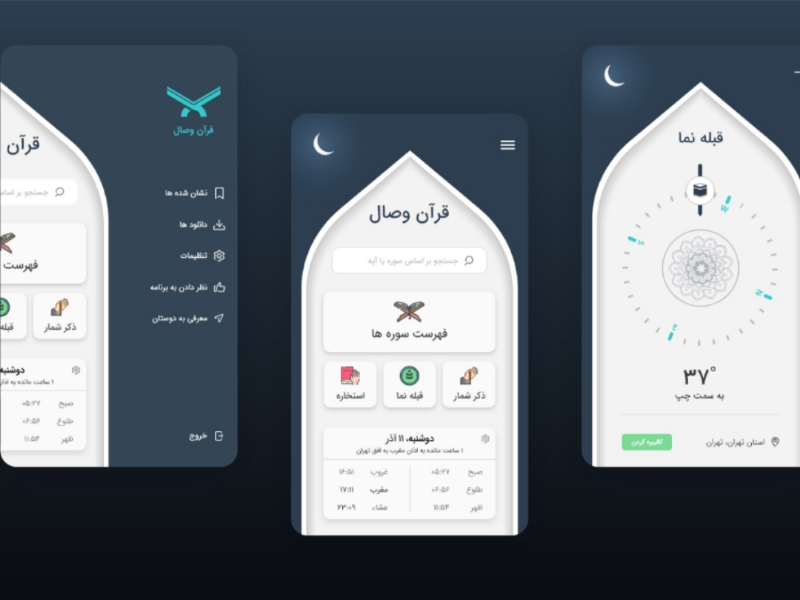 قرآن وصال
نشان شده ها
دانلود ها
تنظیمات
نظر دادن به برنامه
معرفی به دوستان
خروج
قرآن
جستجو بر اساس
فهرست
ذکر شمار
قبله
دوشنبه
۱ ساعت مانده به اذان
صبح ۰۵:۲۷
طلوع ۰۶:۵۶
ظهر ۱۱:۵۴
قرآن وصال
جستجو بر اساس سوره یا آیه
فهرست سوره ها
ذکر شمار
قبله نما
استخاره
دوشنبه، ۱۱ آذر
۱ ساعت مانده به اذان مغرب به افق تهران
صبح ۰۵:۲۷ غروب ۱۶:۵۱
طلوع ۰۶:۵۶ مغرب ۱۷:۱۱
ظهر ۱۱:۵۴ عشاء ۲۳:۰۹
قبله نما
W
S
N
E
۳۷°
به سمت چپ
استان تهران، تهران
کالیبره کردن